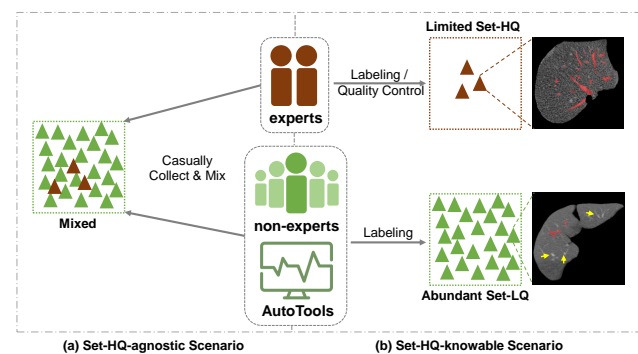 Limited Set-HQ
Labeling /
Quality Control
experts
Casually
Collect & Mix
Mixed
non-experts
Labeling
AutoTools
Abundant Set-LQ
(a) Set-HQ-agnostic Scenario
(b) Set-HQ-knowable Scenario